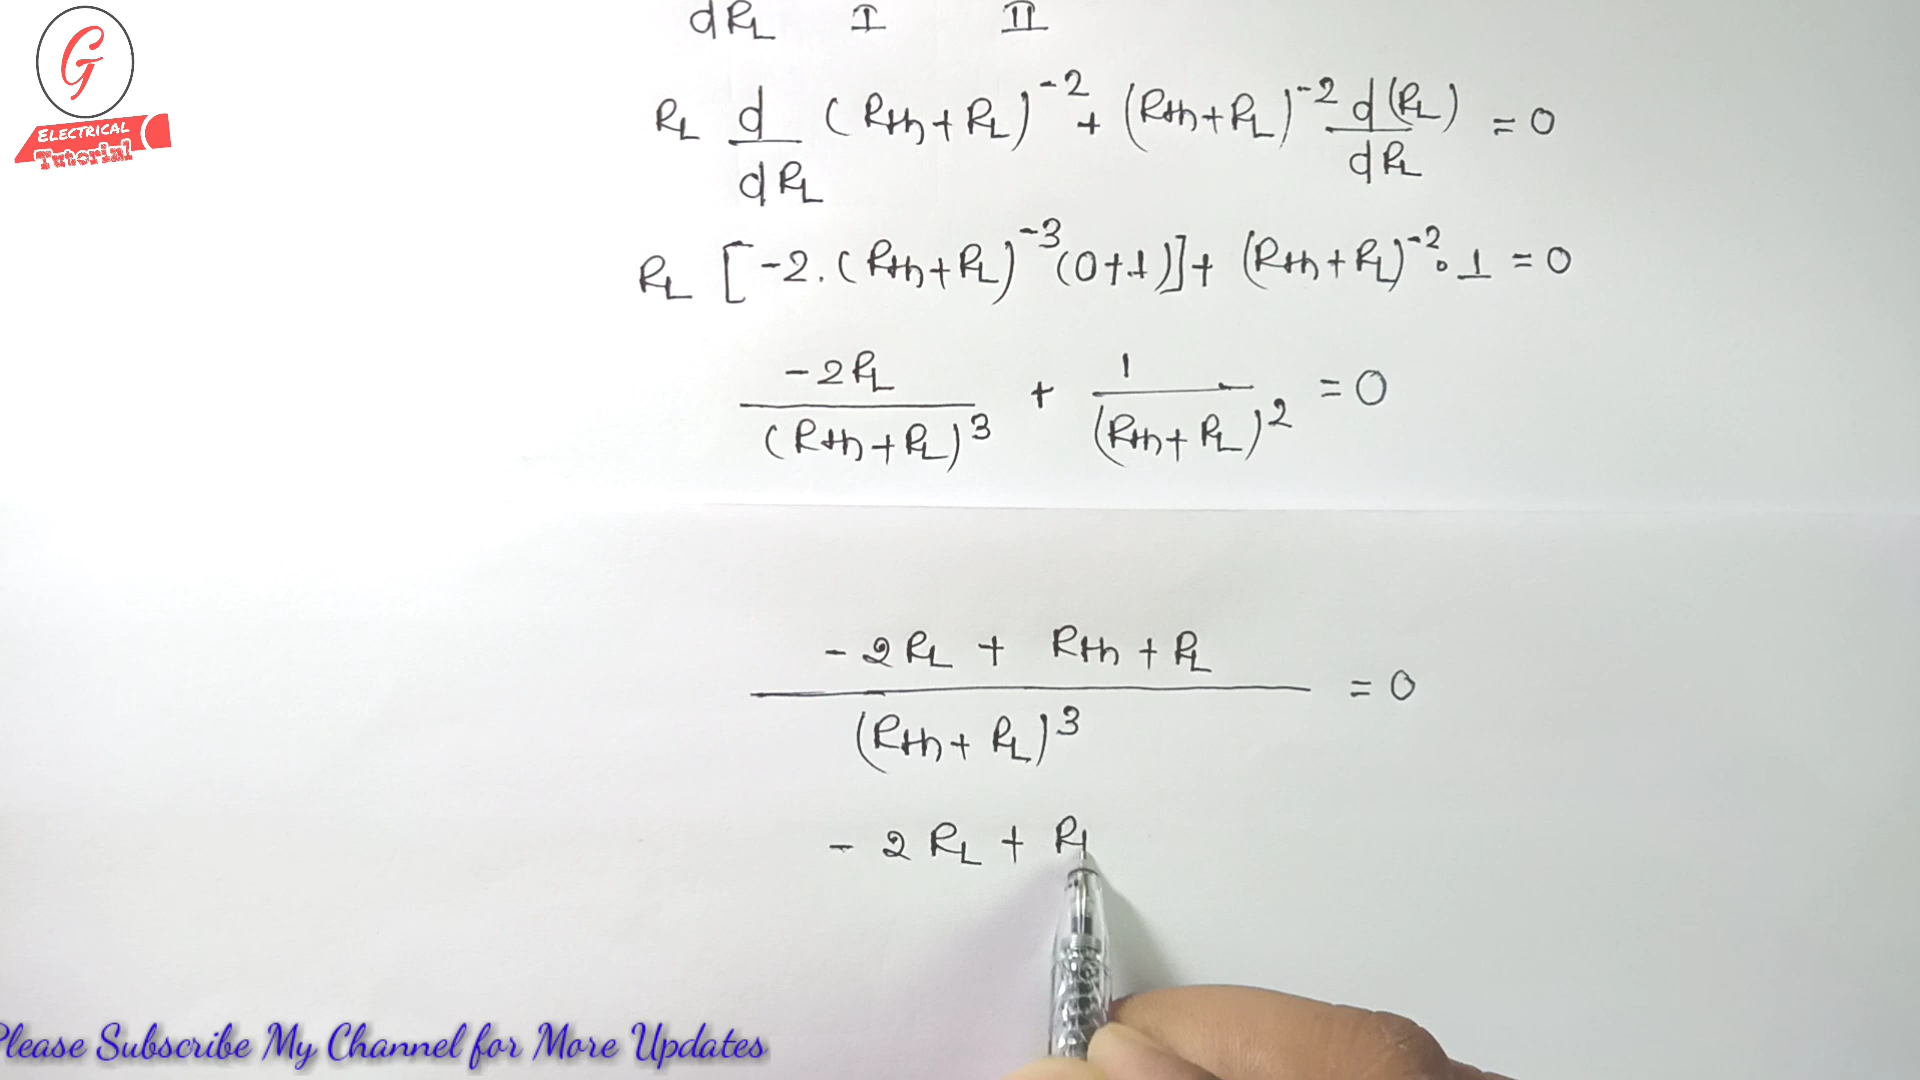 G
ELECTRICAL
Tutorial
dRL I II
RL d/dRL (Rth+RL)^-2 + (Rth+RL)^-2 d(RL)/dRL = 0
RL [-2.(Rth+RL)^-3 (0+1)] + (Rth+RL)^-2 . 1 = 0
-2RL/(Rth+RL)^3 + 1/(Rth+RL)^2 = 0
-2RL + Rth + RL/(Rth+RL)^3 = 0
-2RL + Rt
Please Subscribe My Channel for More Updates